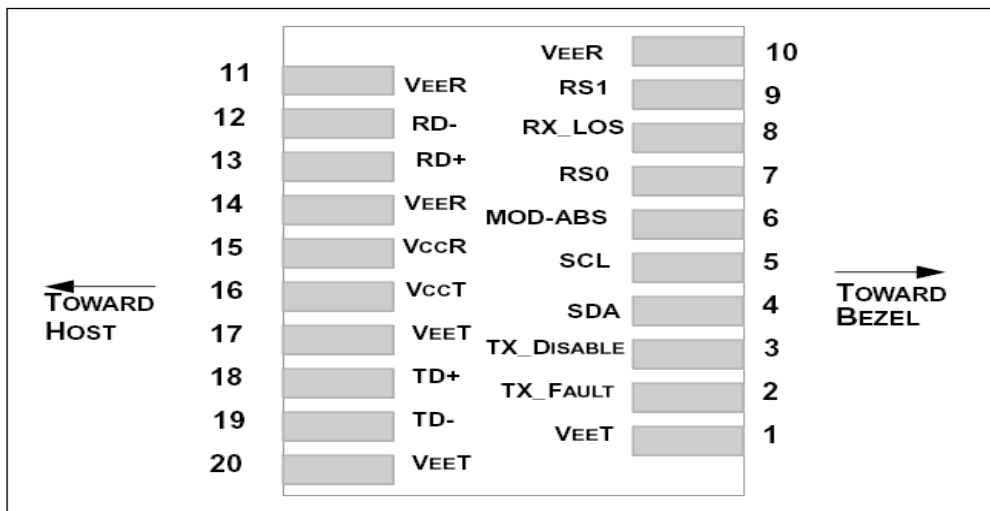 11 VEER
12 RD-
13 RD+
14 VEER
15 VCCR
16 VCCT
17 VEET
18 TD+
19 TD-
20 VEET
TOWARD
HOST
VEER 10
RS1 9
RX_LOS 8
RS0 7
MOD-ABS 6
SCL 5
SDA 4
TX_DISABLE 3
TX_FAULT 2
VEET 1
TOWARD
BEZEL